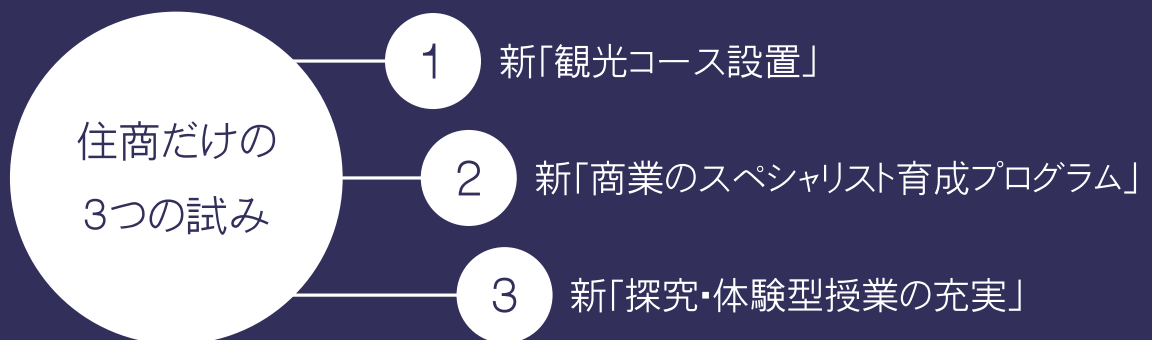 住商だけの
3つの試み
1 新「観光コース設置」
2 新「商業のスペシャリスト育成プログラム」
3 新「探究・体験型授業の充実」